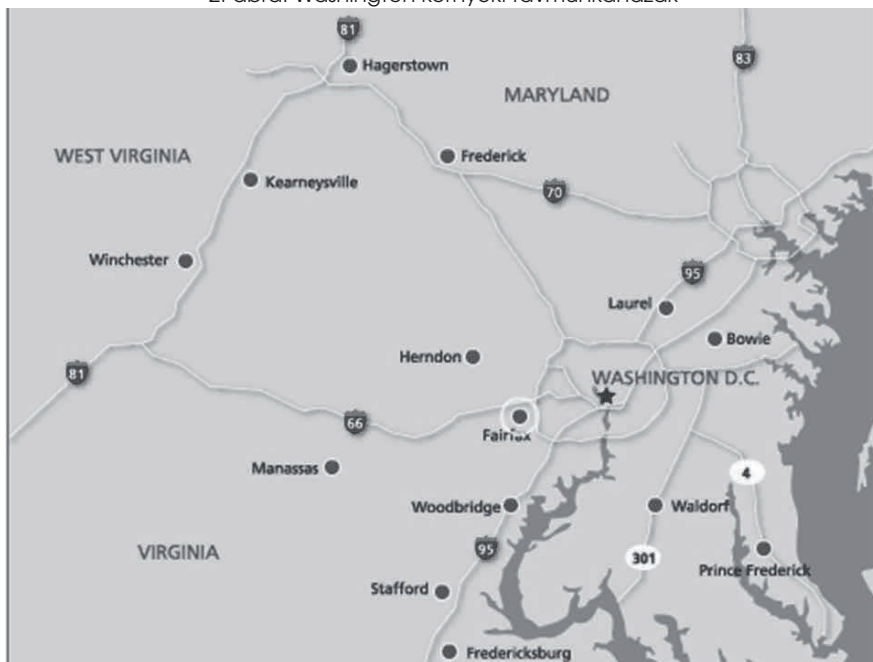 2. ábra: Washington környéki távmunkaházak
81
Hagerstown
83
MARYLAND
WEST VIRGINIA
Frederick
Kearneysville
70
Winchester
95
Laurel
Bowie
Herndon
81
WASHINGTON D.C.
66
Fairfax
Manassas
4
Woodbridge
Waldorf
95
VIRGINIA
301
Prince Frederick
Stafford
Fredericksburg